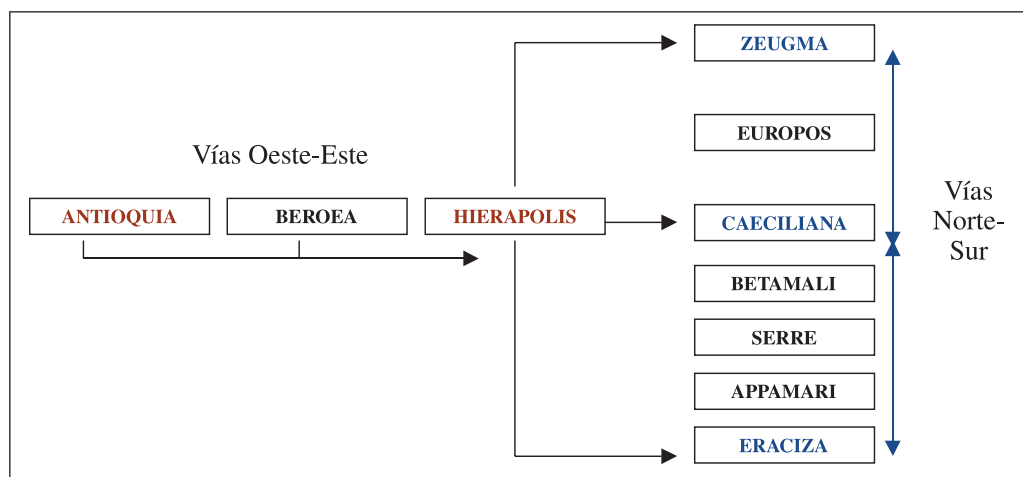 ZEUGMA
EUROPOS
Vías Oeste-Este
ANTIOQUIA
BEROEA
HIERAPOLIS
CAECILIANA
Vías
Norte-
Sur
BETAMALI
SERRE
APPAMARI
ERACIZA